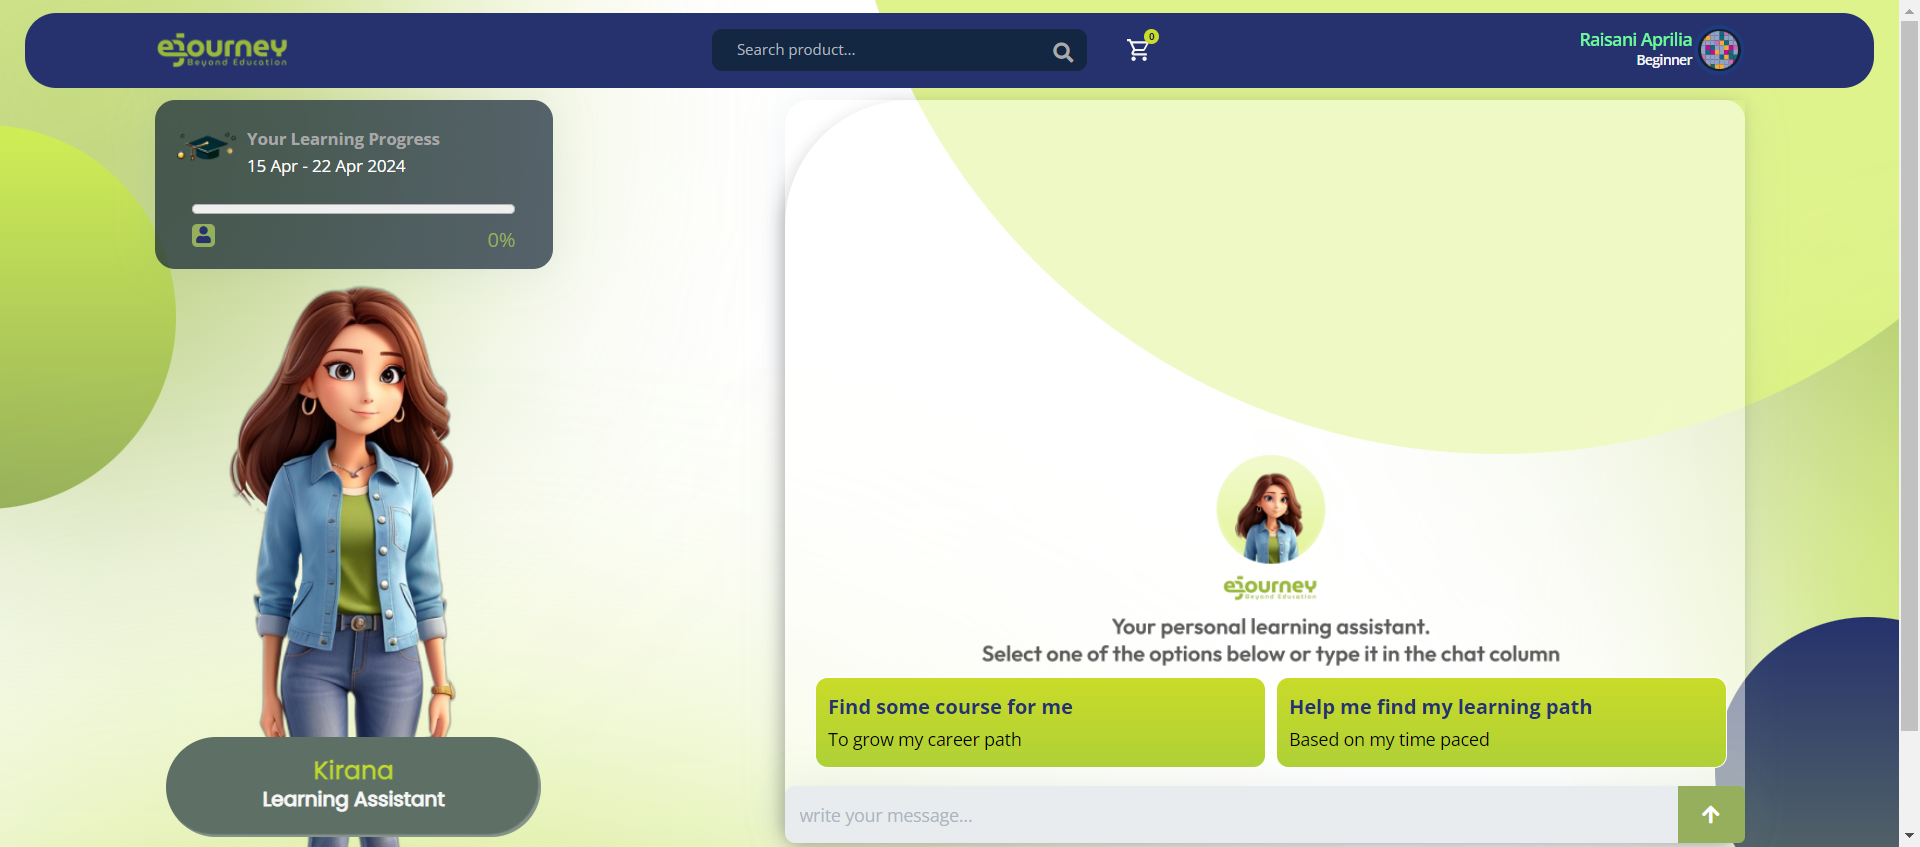 ejourney
Beyond Education
Search product...
0
Raisani Aprilia
Beginner
Your Learning Progress
15 Apr - 22 Apr 2024
0%
Kirana
Learning Assistant
ejourney
Beyond Education
Your personal learning assistant.
Select one of the options below or type it in the chat column
Find some course for me
To grow my career path
Help me find my learning path
Based on my time paced
write your message...